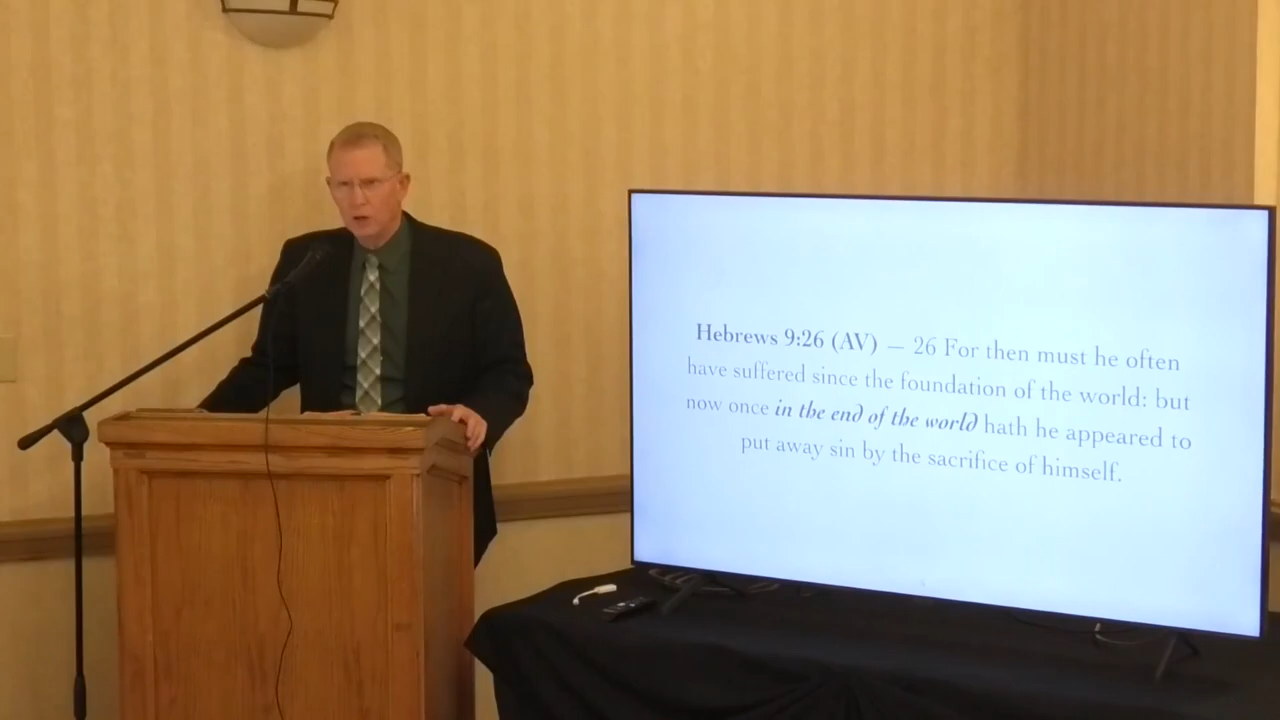 Hebrews 9:26 (AV) — 26 For then must he often
have suffered since the foundation of the world: but
now once in the end of the world hath he appeared to
put away sin by the sacrifice of himself.